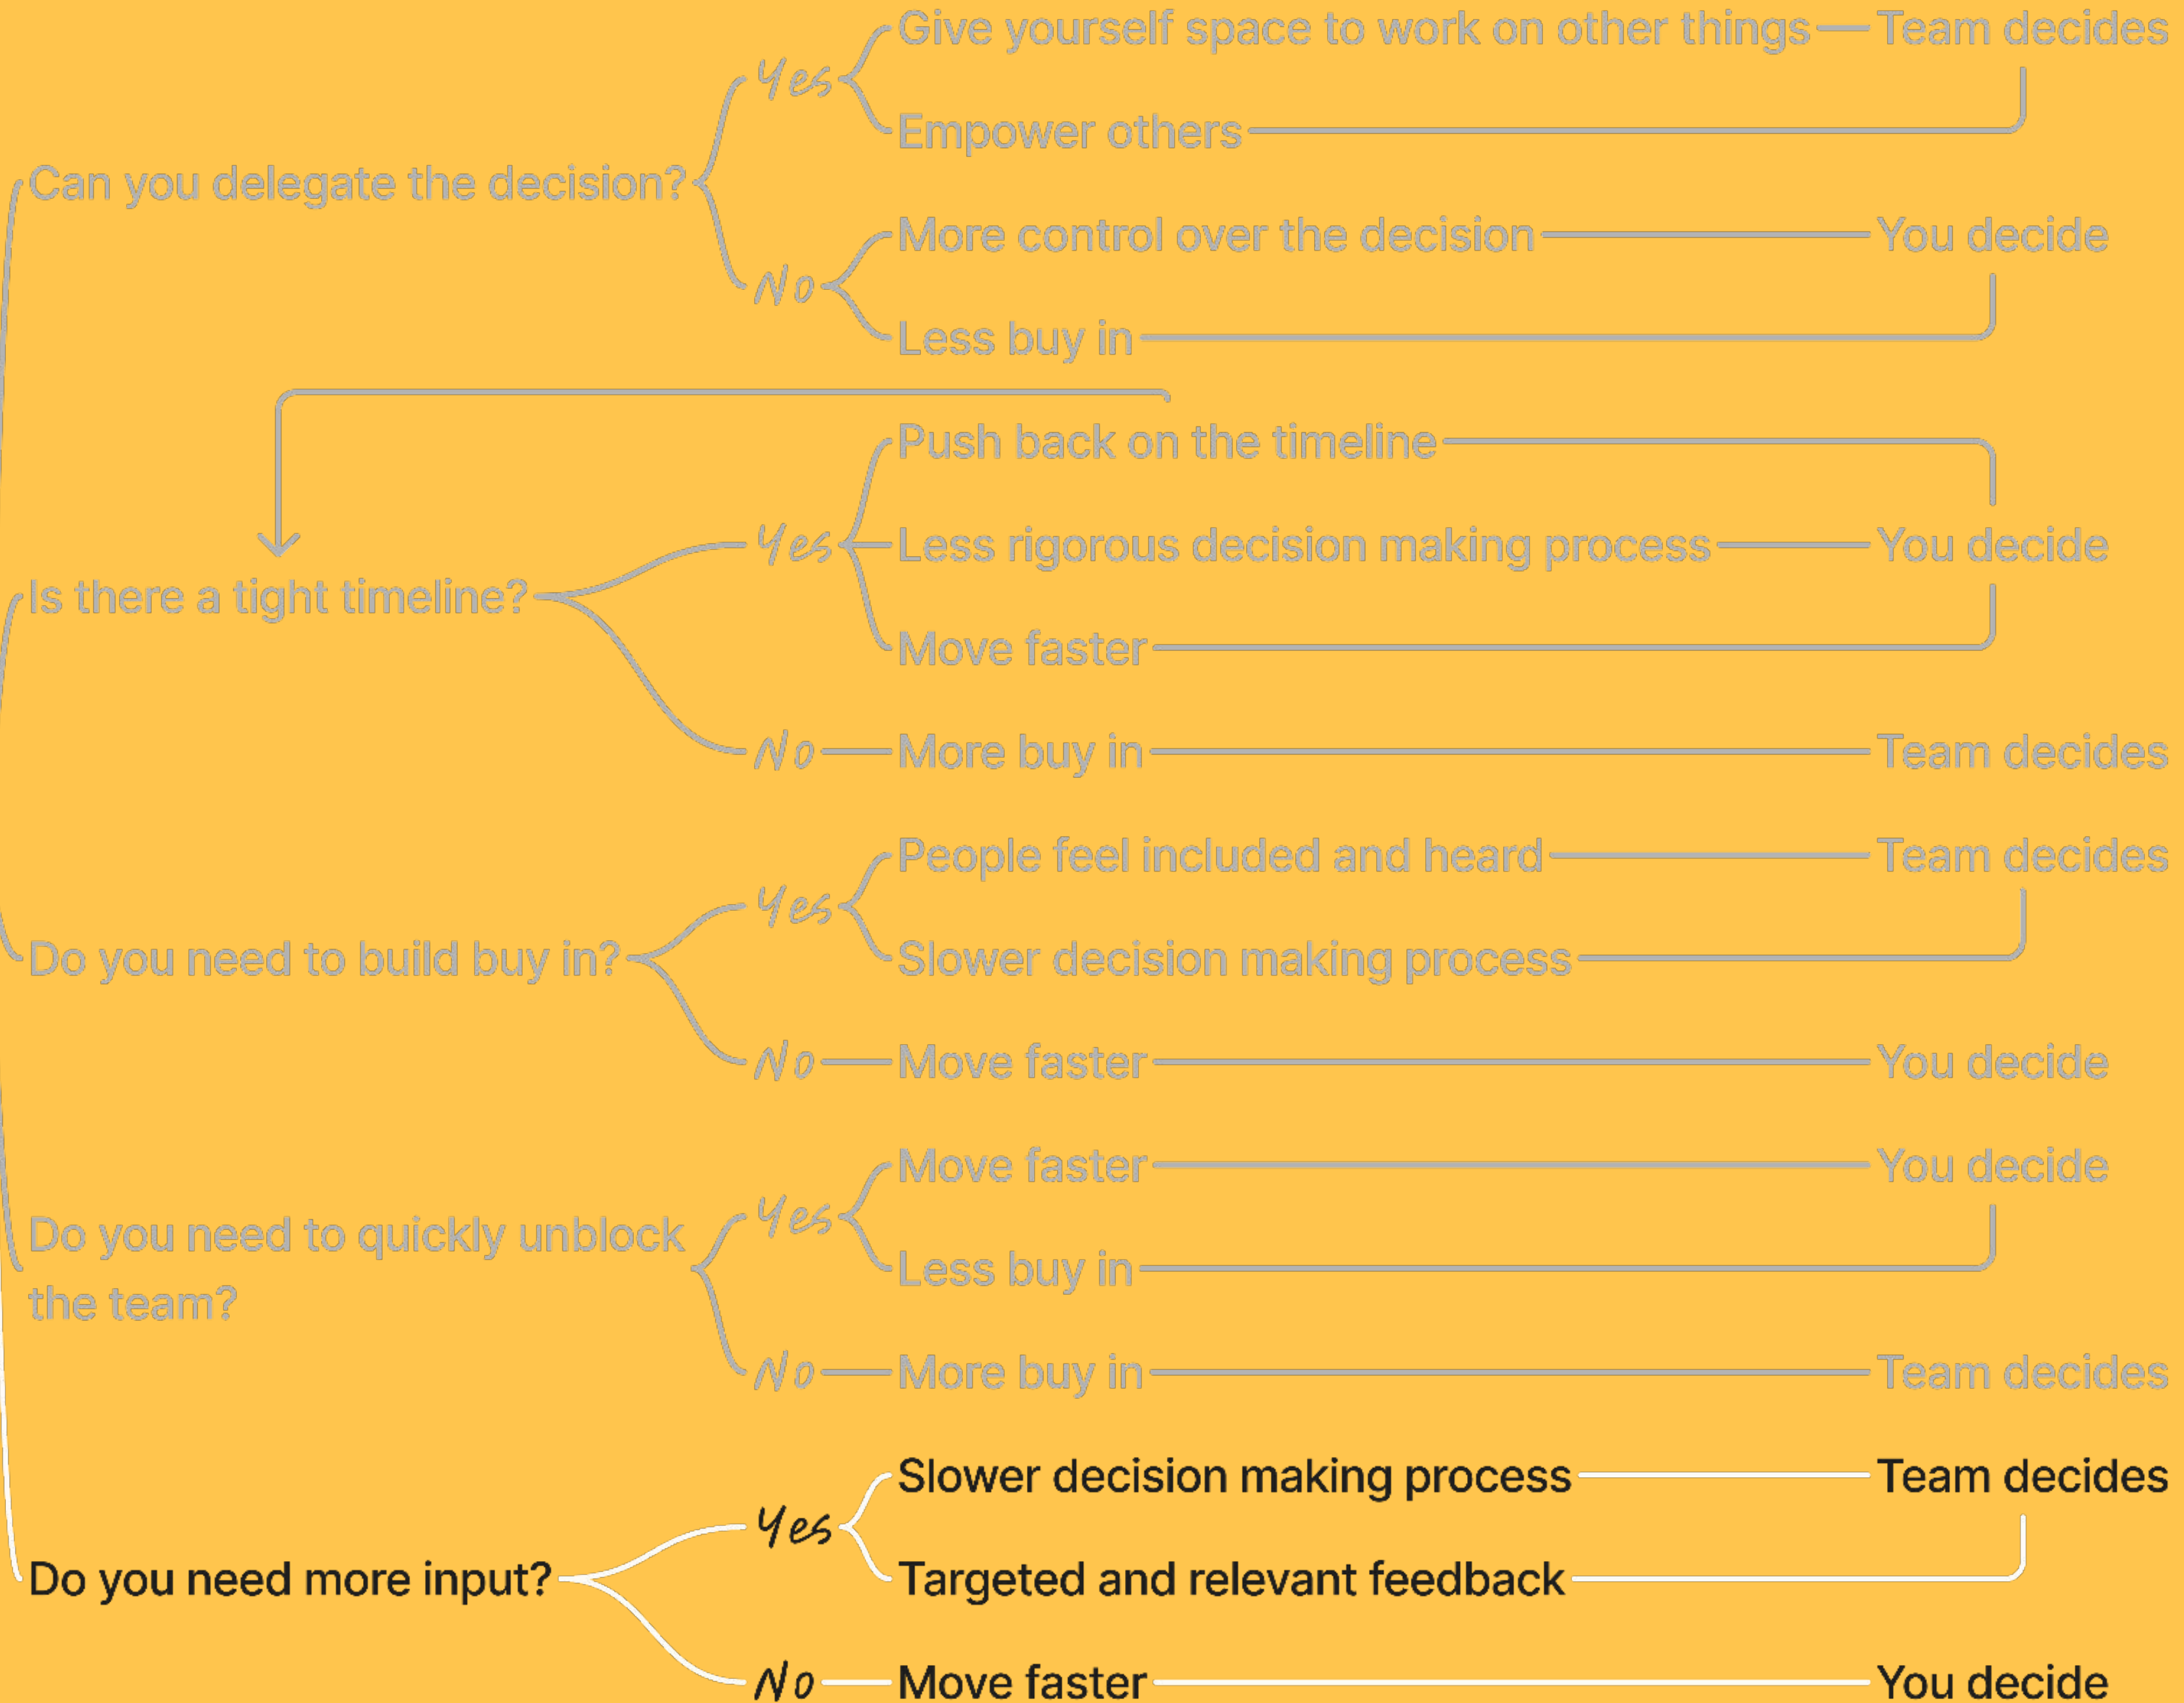 Give yourself space to work on other things
Team decides
Yes
Empower others
Can you delegate the decision?
More control over the decision
You decide
No
Less buy in
Push back on the timeline
Yes
Less rigorous decision making process
You decide
Is there a tight timeline?
Move faster
No
More buy in
Team decides
People feel included and heard
Team decides
Yes
Do you need to build buy in?
Slower decision making process
No
Move faster
You decide
Move faster
You decide
Yes
Do you need to quickly unblock
the team?
Less buy in
No
More buy in
Team decides
Slower decision making process
Team decides
Yes
Do you need more input?
Targeted and relevant feedback
No
Move faster
You decide